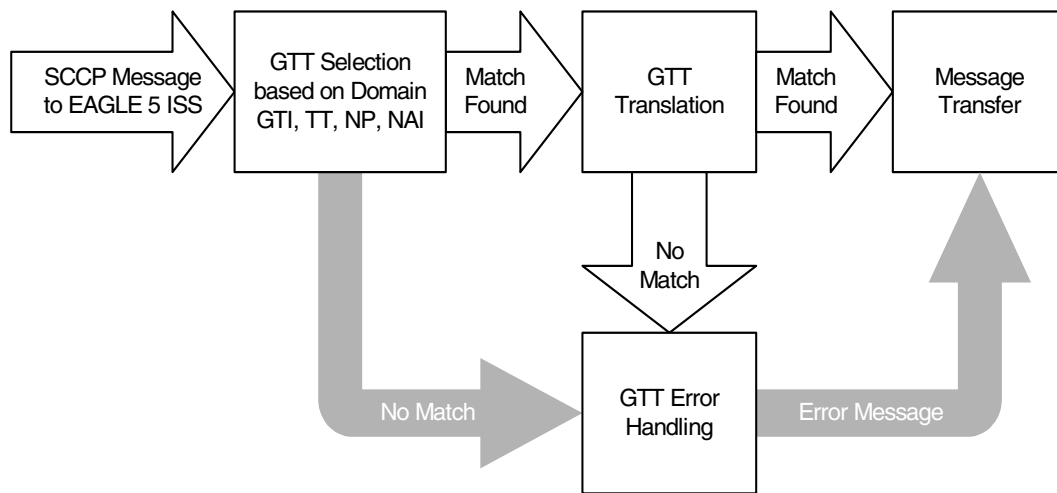 SCCP Message
to EAGLE 5 ISS
GTT Selection
based on Domain
GTI, TT, NP, NAI
Match
Found
GTT
Translation
Match
Found
Message
Transfer
No
Match
No Match
GTT Error
Handling
Error Message